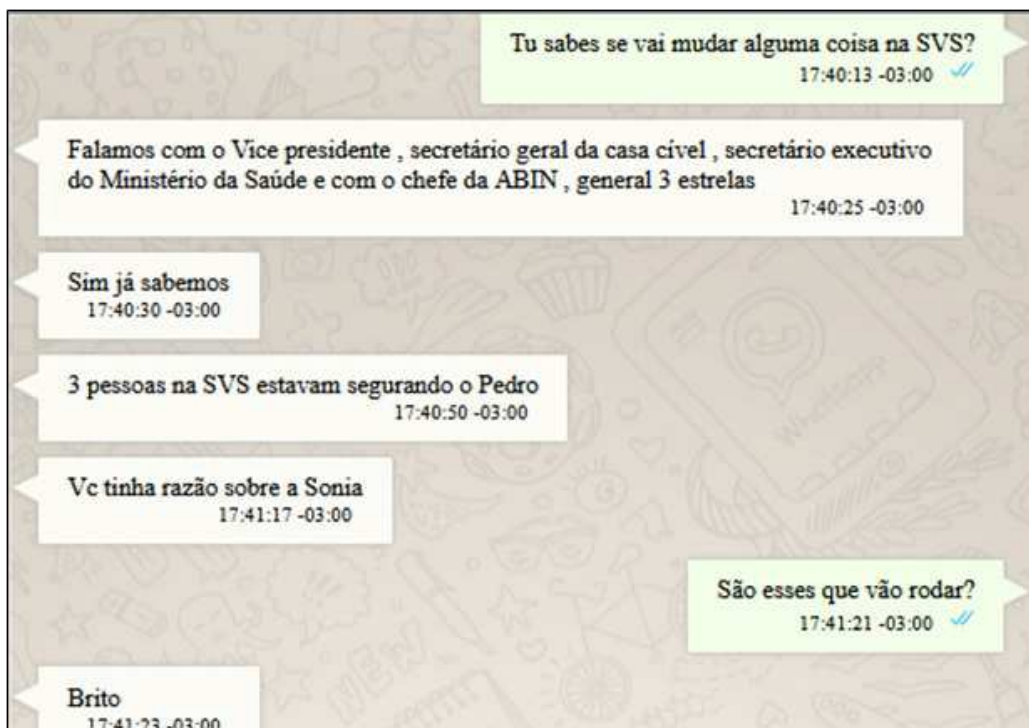 Tu sabes se vai mudar alguma coisa na SVS?
17:40:13 -03:00
Falamos com o Vice presidente , secretário geral da casa cível , secretário executivo
do Ministério da Saúde e com o chefe da ABIN , general 3 estrelas
17:40:25 -03:00
Sim já sabemos
17:40:30 -03:00
3 pessoas na SVS estavam segurando o Pedro
17:40:50 -03:00
Vc tinha razão sobre a Sonia
17:41:17 -03:00
São esses que vão rodar?
17:41:21 -03:00
Brito
17:41:23 -03:00